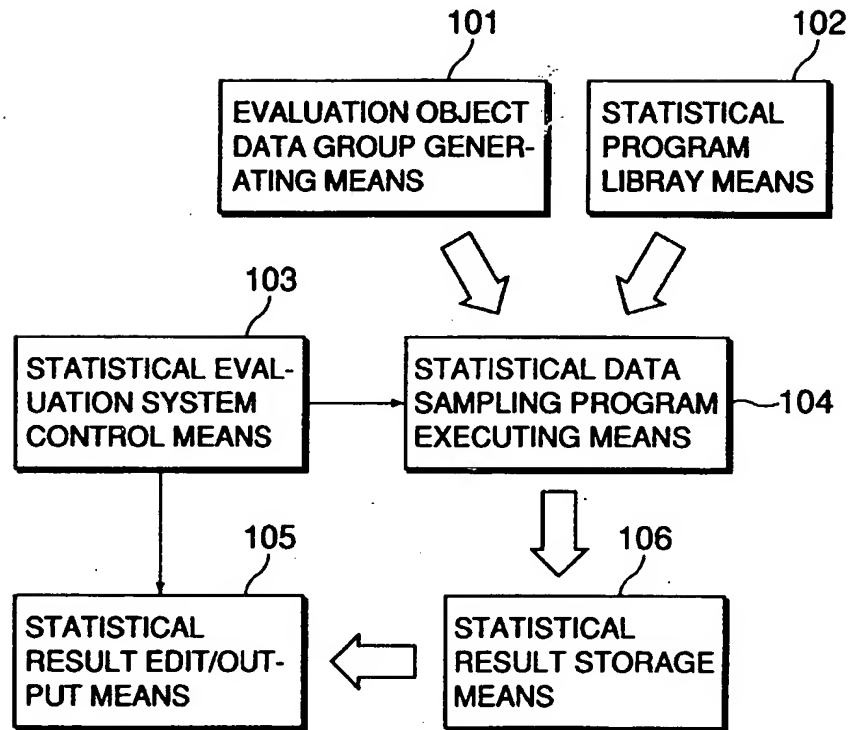 101
102
EVALUATION OBJECT
DATA GROUP GENER-
ATING MEANS
STATISTICAL
PROGRAM
LIBRAY MEANS
103
STATISTICAL EVAL-
UATION SYSTEM
CONTROL MEANS
STATISTICAL DATA
SAMPLING PROGRAM
EXECUTING MEANS
104
105
106
STATISTICAL
RESULT EDIT/OUT-
PUT MEANS
STATISTICAL
RESULT STORAGE
MEANS